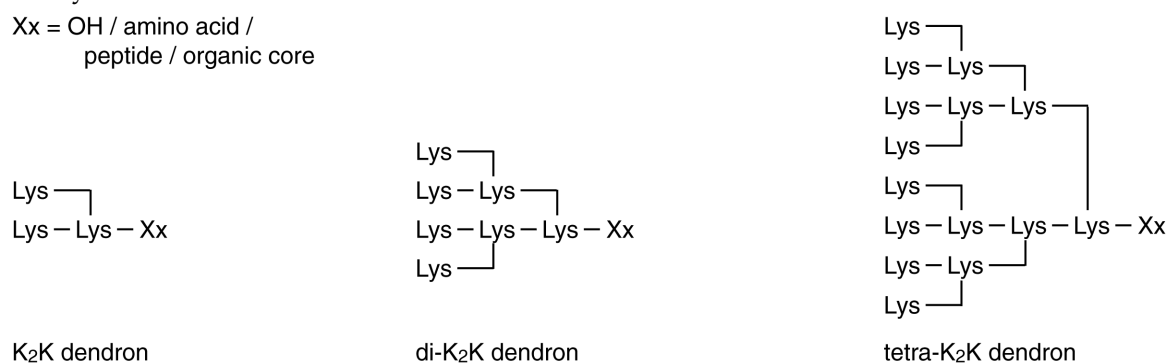 Xx = OH / amino acid /
peptide / organic core
Lys
Lys – Lys – Xx
K2K dendron
Lys
Lys – Lys
Lys – Lys – Lys – Xx
Lys
di-K2K dendron
Lys
Lys – Lys
Lys – Lys – Lys
Lys
Lys
Lys – Lys – Lys – Lys – Xx
Lys – Lys
Lys
tetra-K2K dendron